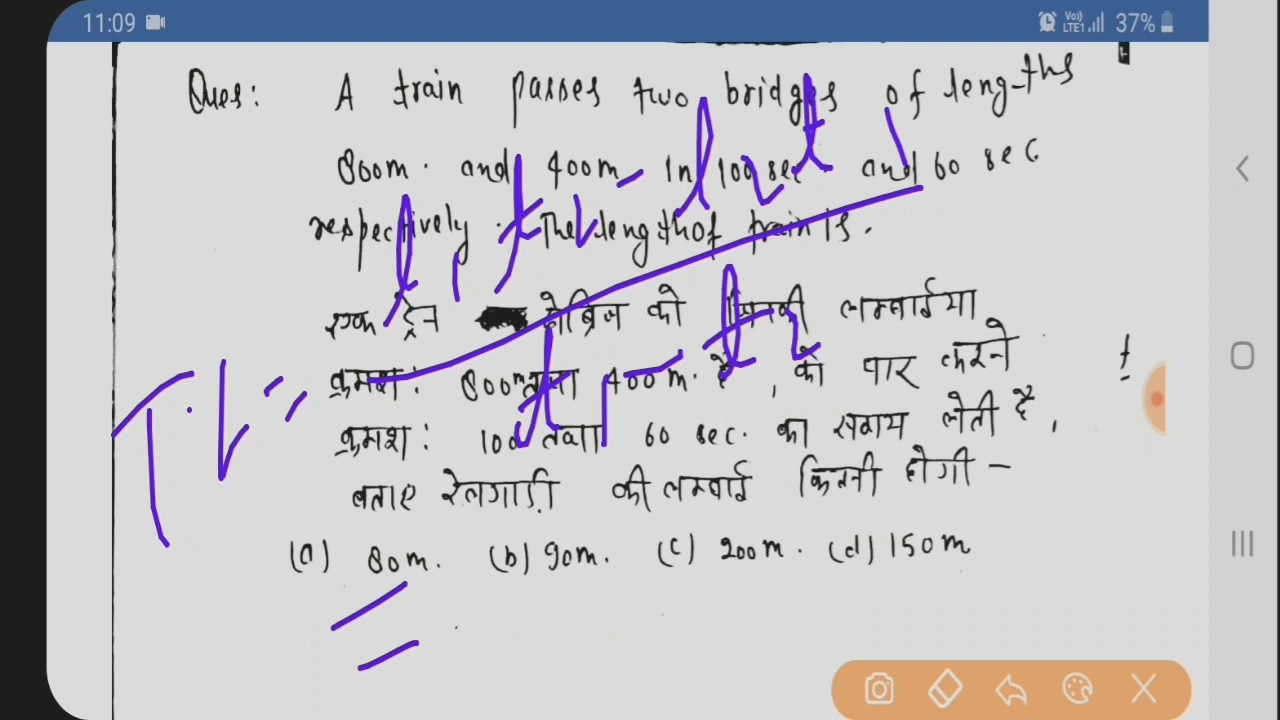 11:09 Vo) LTE1 37%
Ques: A train passes two bridges of lengths
800m. and 400m in 100 sec and 60 sec
respectively. The length of train is.
एक ट्रेन दो ब्रिज को जिनकी लम्बाईया
क्रमश: 800m तथा 400m. है, को पार करने
क्रमश: 100 तथा 60 sec. का समय लेती है,
बताए रेलगाड़ी की लम्बाई कितनी होगी –
T.L =
(a) 80m. (b) 90m. (c) 200m. (d) 150m